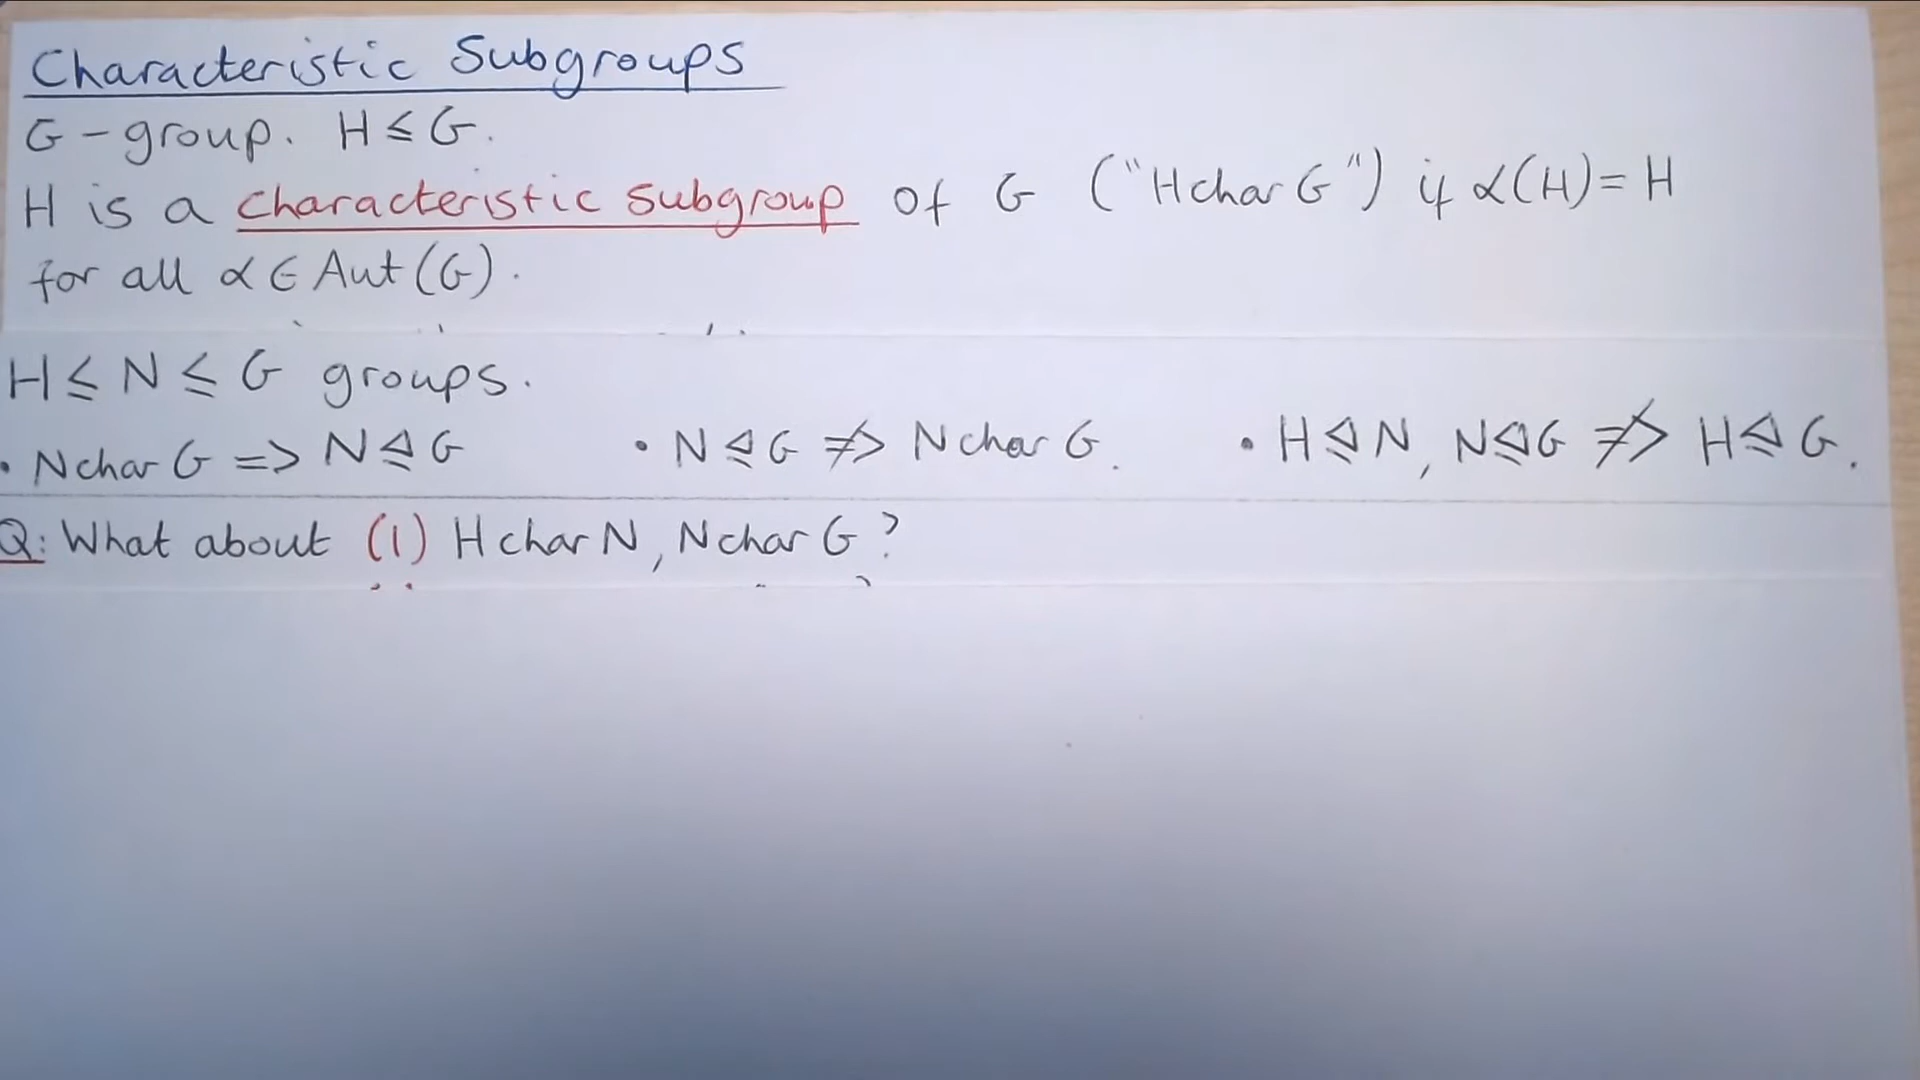 Characteristic Subgroups
G - group. H ≤ G.
H is a characteristic subgroup of G ("H char G") if α(H) = H
for all α ∈ Aut(G).
H ≤ N ≤ G groups.
• N char G => N ⊴ G • N ⊴ G ≠> N char G. • H ⊴ N, N ⊴ G ≠> H ⊴ G.
Q: What about (1) H char N, N char G?